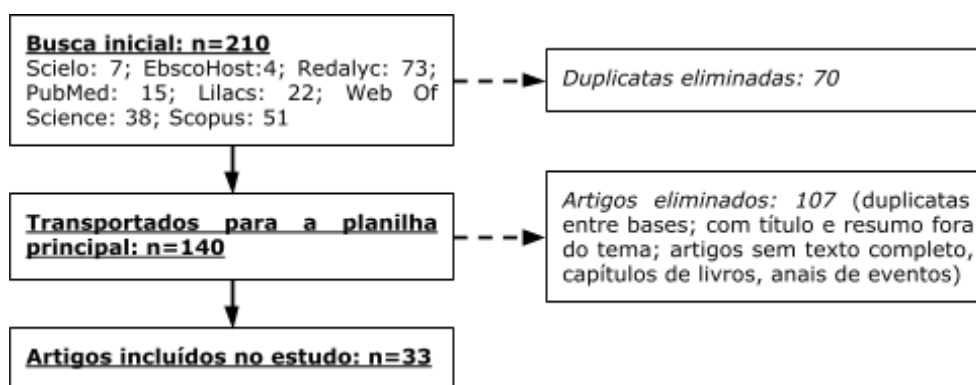 Busca inicial: n=210
Scielo: 7; EbscoHost:4; Redalyc: 73;
PubMed: 15; Lilacs: 22; Web Of
Science: 38; Scopus: 51
Duplicatas eliminadas: 70
Transportados para a planilha
principal: n=140
Artigos eliminados: 107 (duplicatas
entre bases; com título e resumo fora
do tema; artigos sem texto completo,
capítulos de livros, anais de eventos)
Artigos incluídos no estudo: n=33